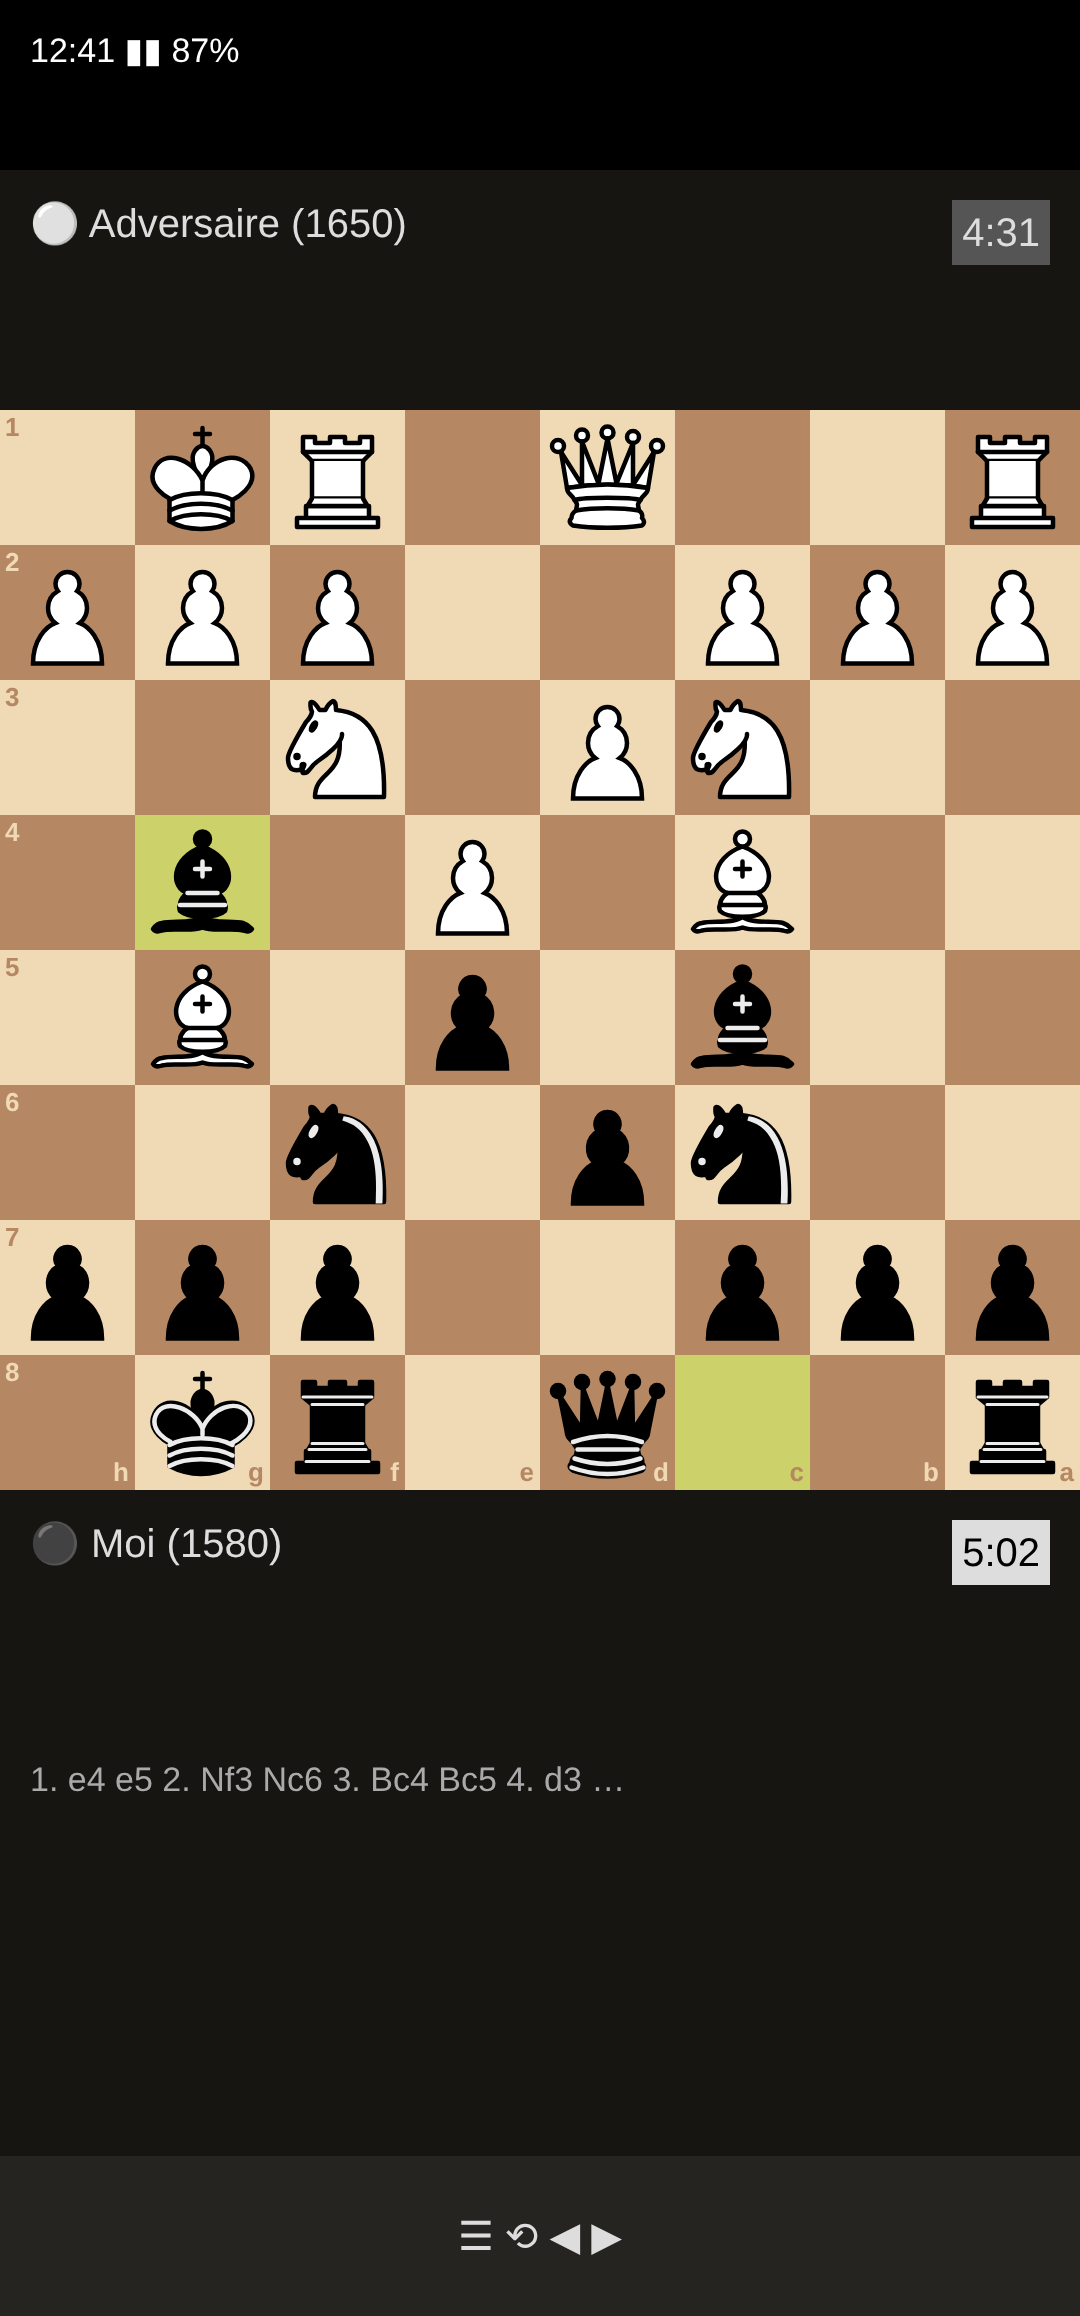 12:41 ▮▮ 87%
⚪ Adversaire (1650)
4:31
1
2
3
4
5
6
7
8
h g f e d c b a
⚫ Moi (1580)
5:02
1. e4 e5 2. Nf3 Nc6 3. Bc4 Bc5 4. d3 …
☰ ⟲ ◀ ▶